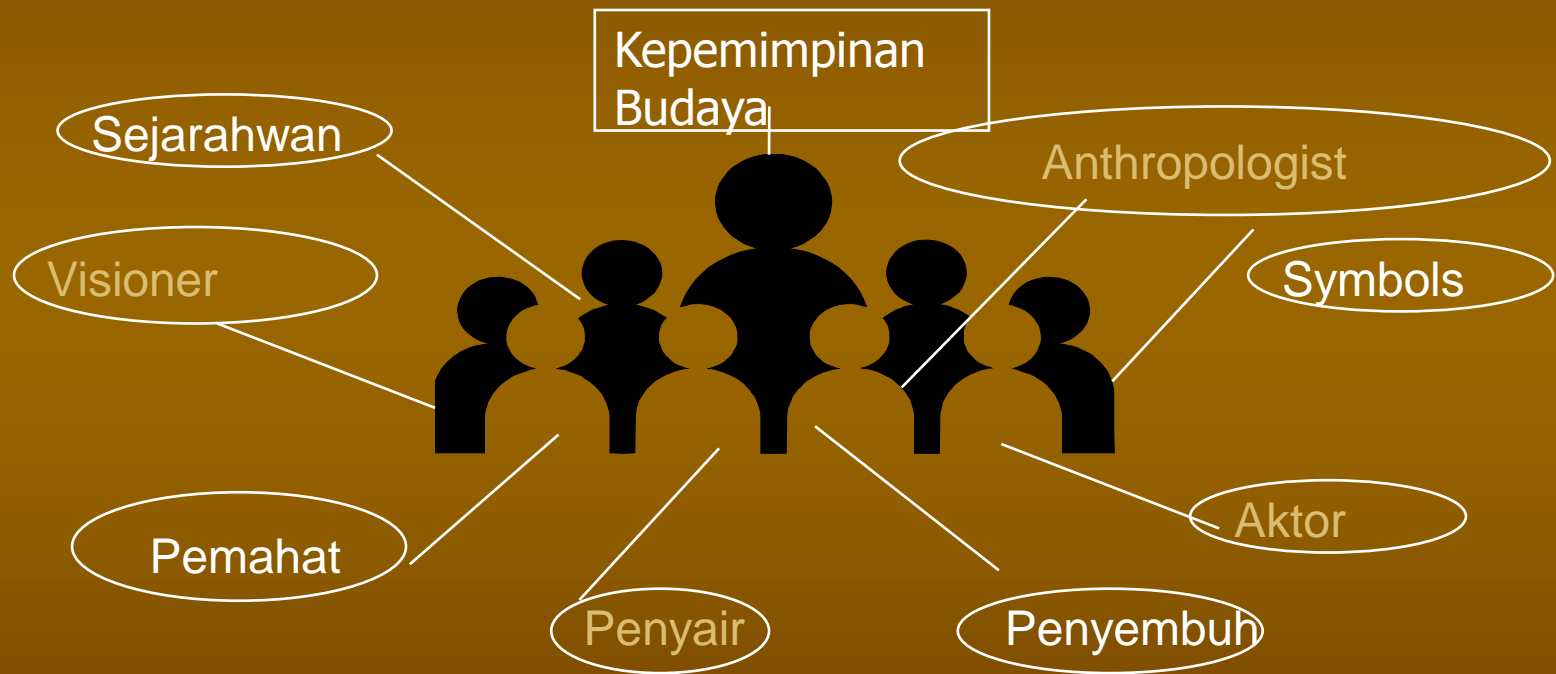 Kepemimpinan
Budaya
Sejarahwan
Anthropologist
Visioner
Symbols
Pemahat
Aktor
Penyair
Penyembuh